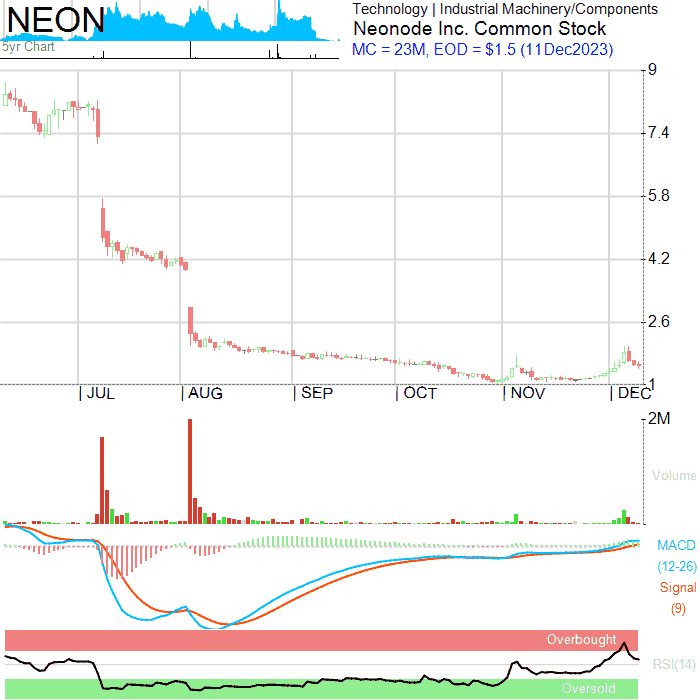 NEON
5yr Chart
Technology | Industrial Machinery/Components
Neonode Inc. Common Stock
MC = 23M, EOD = $1.5 (11Dec2023)
9
7.4
5.8
4.2
2.6
1
JUL AUG SEP OCT NOV DEC
2M
Volume
MACD
(12-26)
Signal
(9)
Overbought
RSI(14)
Oversold